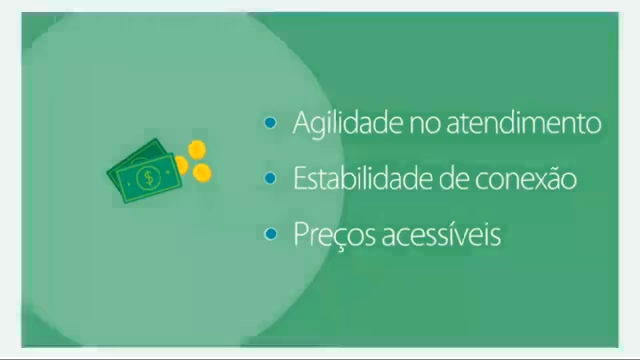 Agilidade no atendimento
Estabilidade de conexão
Preços acessíveis